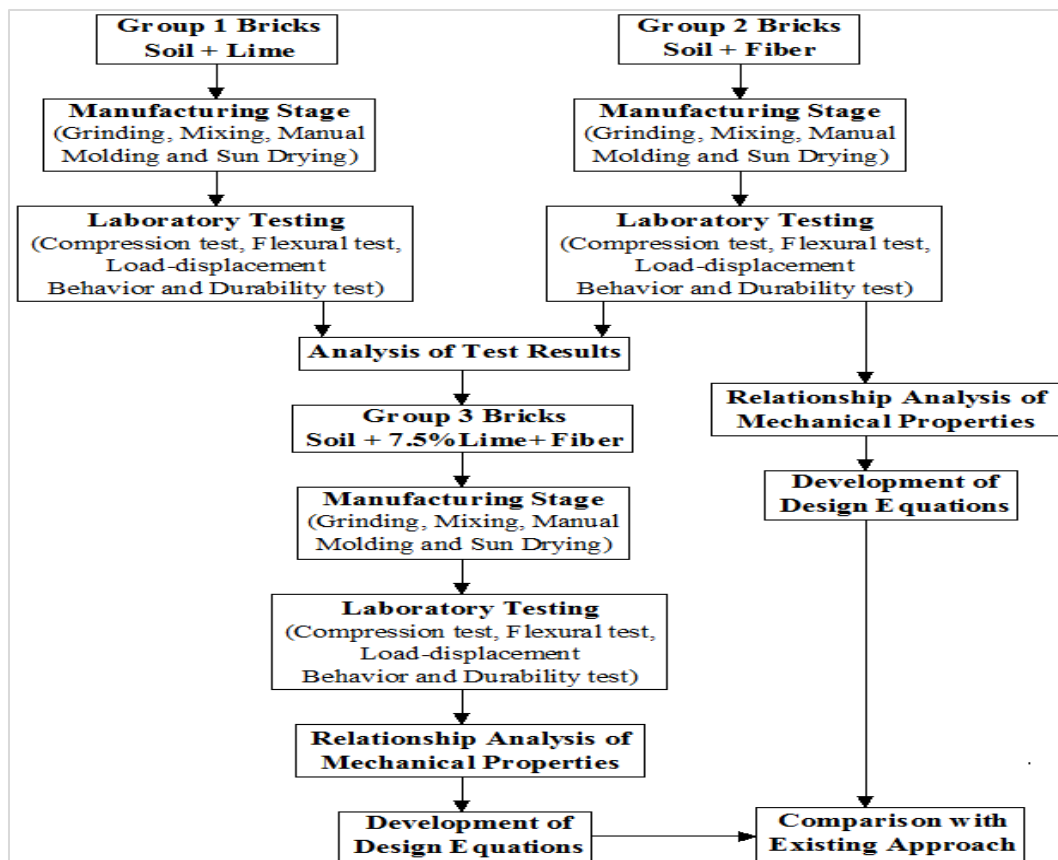 Group 1 Bricks
Soil + Lime
Group 2 Bricks
Soil + Fiber
Manufacturing Stage
(Grinding, Mixing, Manual
Molding and Sun Drying)
Manufacturing Stage
(Grinding, Mixing, Manual
Molding and Sun Drying)
Laboratory Testing
(Compression test, Flexural test,
Load-displacement
Behavior and Durability test)
Laboratory Testing
(Compression test, Flexural test,
Load-displacement
Behavior and Durability test)
Analysis of Test Results
Relationship Analysis of
Mechanical Properties
Group 3 Bricks
Soil + 7.5%Lime+ Fiber
Development of
Design Equations
Manufacturing Stage
(Grinding, Mixing, Manual
Molding and Sun Drying)
Laboratory Testing
(Compression test, Flexural test,
Load-displacement
Behavior and Durability test)
Relationship Analysis of
Mechanical Properties
Development of
Design Equations
Comparison with
Existing Approach